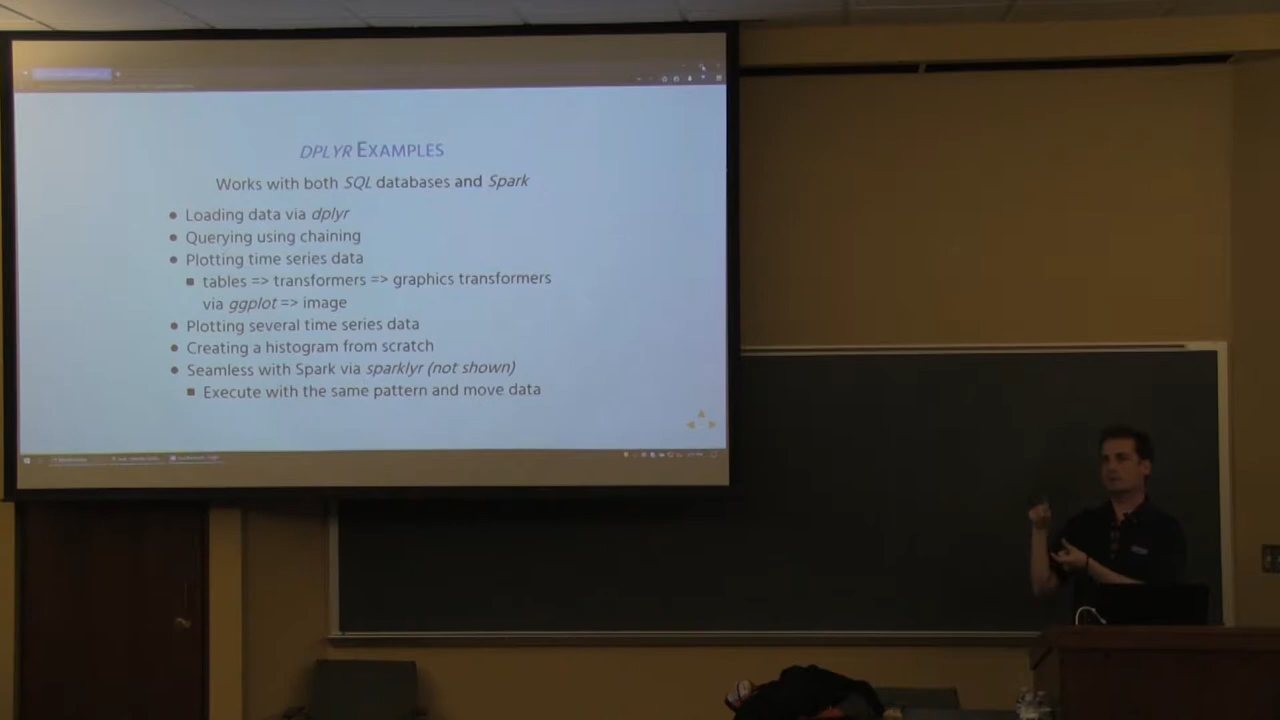 DPLYR EXAMPLES
Works with both SQL databases and Spark
• Loading data via dplyr
• Querying using chaining
• Plotting time series data
▪ tables => transformers => graphics transformers
via ggplot => image
• Plotting several time series data
• Creating a histogram from scratch
• Seamless with Spark via sparklyr (not shown)
▪ Execute with the same pattern and move data